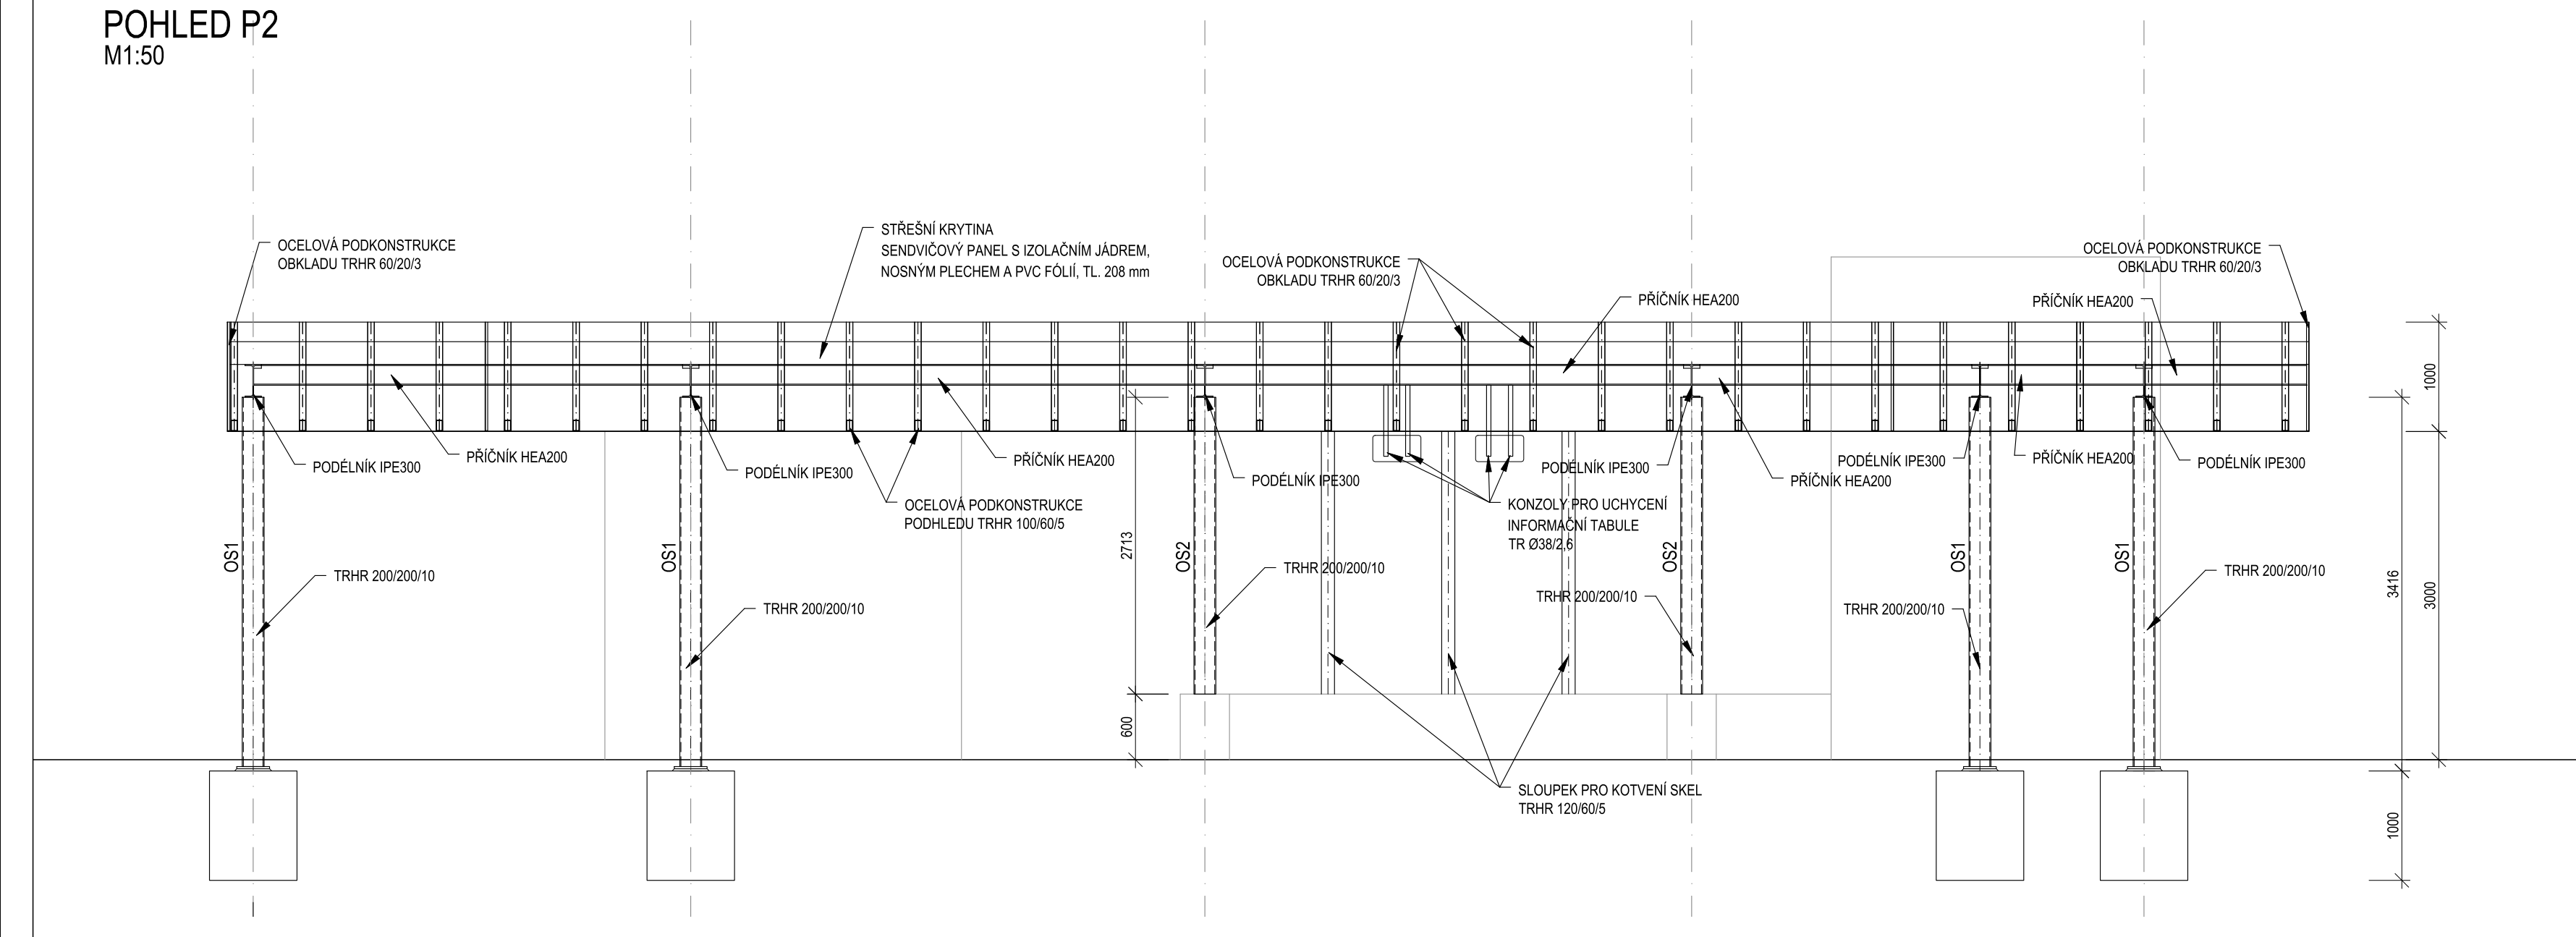 POHLED P2
M1:50
STŘEŠNÍ KRYTINA
SENDVIČOVÝ PANEL S IZOLAČNÍM JÁDREM,
NOSNÝM PLECHEM A PVC FÓLIÍ, TL. 208 mm
OCELOVÁ PODKONSTRUKCE
OBKLADU TRHR 60/20/3
OCELOVÁ PODKONSTRUKCE
OBKLADU TRHR 60/20/3
OCELOVÁ PODKONSTRUKCE
OBKLADU TRHR 60/20/3
PŘÍČNÍK HEA200
PŘÍČNÍK HEA200
1000
PODÉLNÍK IPE300
PŘÍČNÍK HEA200
PODÉLNÍK IPE300
PŘÍČNÍK HEA200
PODÉLNÍK IPE300
PODÉLNÍK IPE300
PŘÍČNÍK HEA200
PODÉLNÍK IPE300
PŘÍČNÍK HEA200
PODÉLNÍK IPE300
OCELOVÁ PODKONSTRUKCE
PODHLEDU TRHR 100/60/5
KONZOLY PRO UCHYCENÍ
INFORMAČNÍ TABULE
TR Ø38/2,6
OS1
OS1
2713
OS2
OS2
OS1
OS1
3416
3000
TRHR 200/200/10
TRHR 200/200/10
TRHR 200/200/10
TRHR 200/200/10
TRHR 200/200/10
TRHR 200/200/10
600
SLOUPEK PRO KOTVENÍ SKEL
TRHR 120/60/5
1000